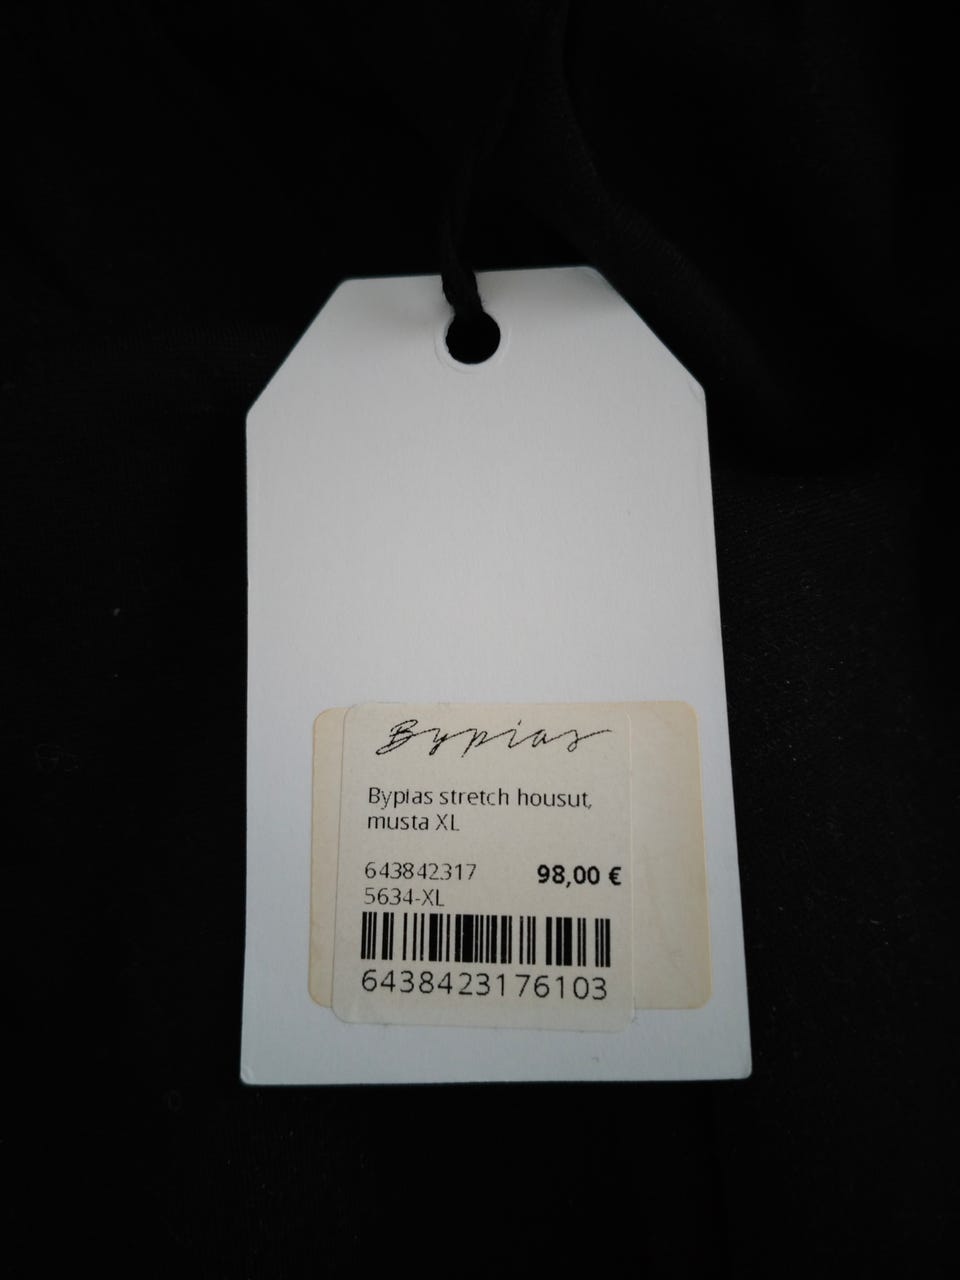 Bypias
Bypias stretch housut,
musta XL
643842317
98,00 €
5634-XL
6438423176103